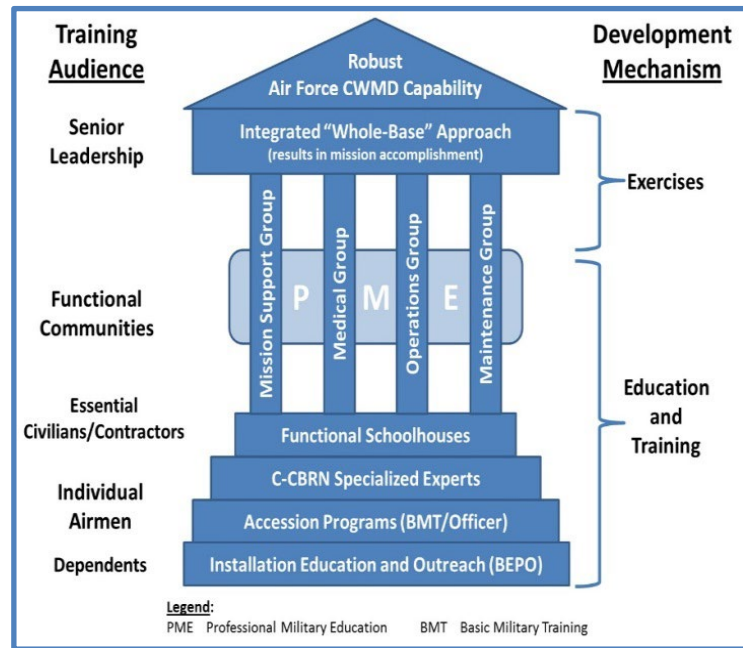 Training
Audience
Development
Mechanism
Robust
Air Force CWMD Capability
Senior
Leadership
Integrated “Whole-Base” Approach
(results in mission accomplishment)
Exercises
Mission Support Group
Medical Group
Operations Group
Maintenance Group
P M E
Functional
Communities
Education
and
Training
Essential
Civilians/Contractors
Functional Schoolhouses
C-CBRN Specialized Experts
Individual
Airmen
Accession Programs (BMT/Officer)
Dependents
Installation Education and Outreach (BEPO)
Legend:
PME Professional Military Education BMT Basic Military Training